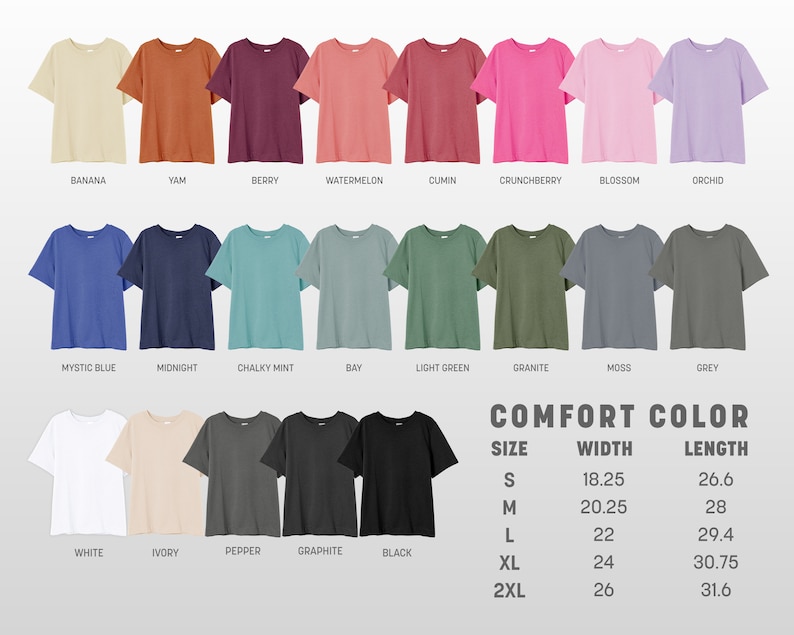 BANANA YAM BERRY WATERMELON CUMIN CRUNCHBERRY BLOSSOM ORCHID
MYSTIC BLUE MIDNIGHT CHALKY MINT BAY LIGHT GREEN GRANITE MOSS GREY
WHITE IVORY PEPPER GRAPHITE BLACK
COMFORT COLOR
SIZE WIDTH LENGTH
S 18.25 26.6
M 20.25 28
L 22 29.4
XL 24 30.75
2XL 26 31.6